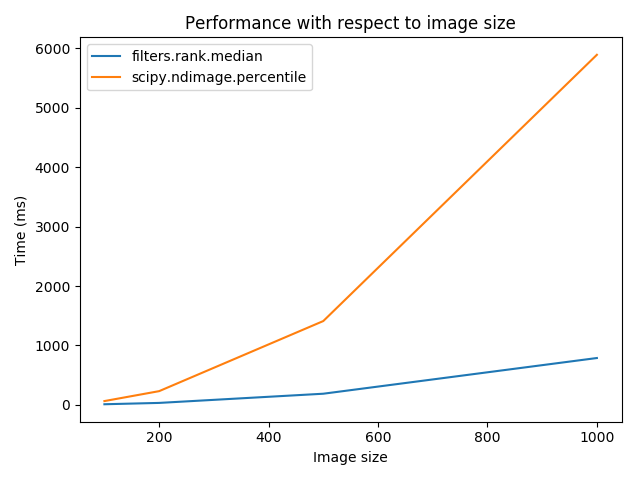 Performance with respect to image size
filters.rank.median
scipy.ndimage.percentile
6000
5000
4000
3000
2000
1000
0
Time (ms)
200
400
600
800
1000
Image size